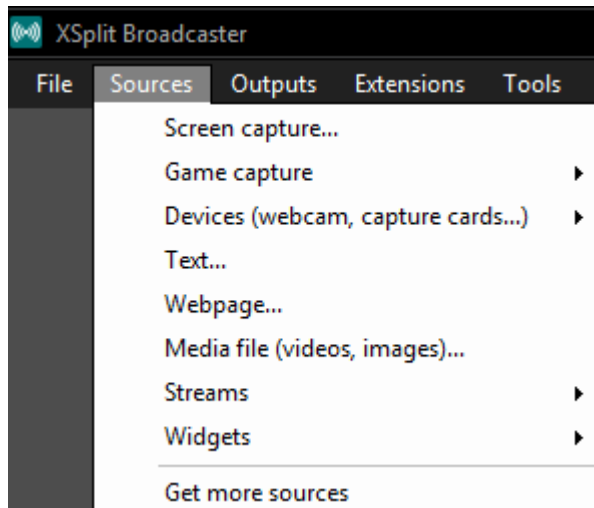 XSplit Broadcaster
File Sources Outputs Extensions Tools
Screen capture...
Game capture
Devices (webcam, capture cards...)
Text...
Webpage...
Media file (videos, images)...
Streams
Widgets
Get more sources